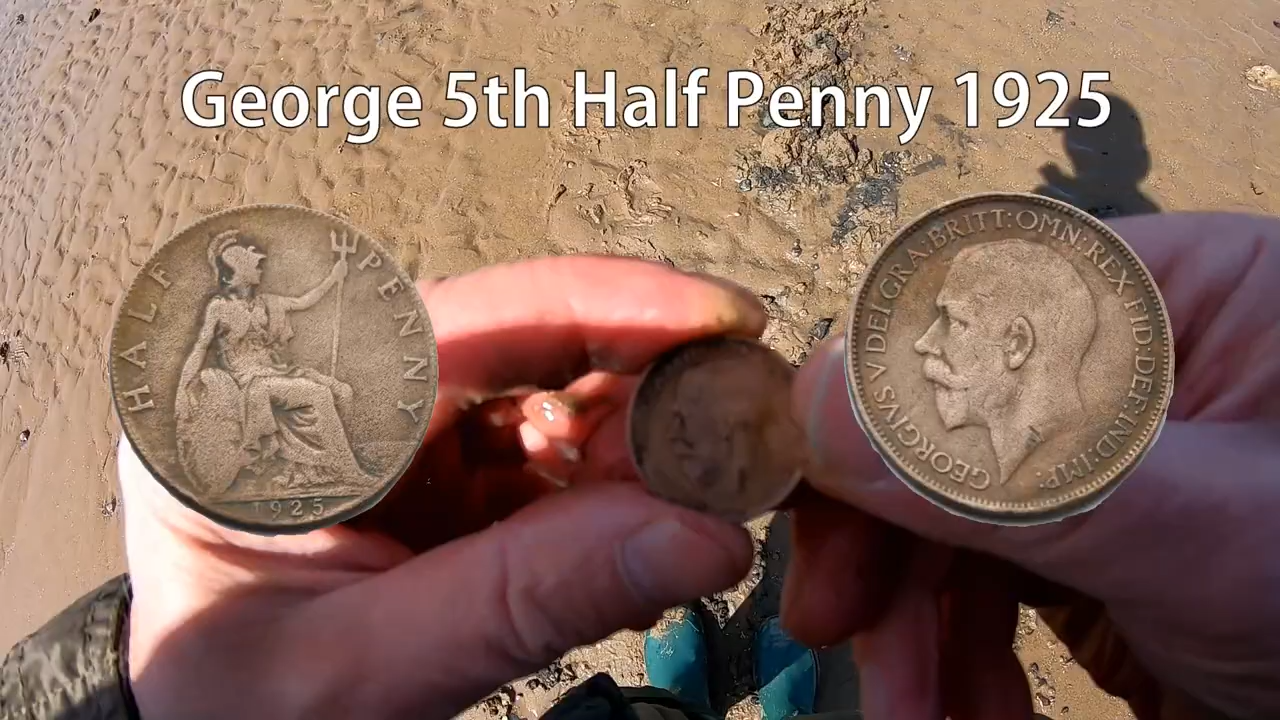 George 5th Half Penny 1925
HALF PENNY
1925
GEORGIVS V DEI GRA: BRITT: OMN: REX FID: DEF: IND: IMP: